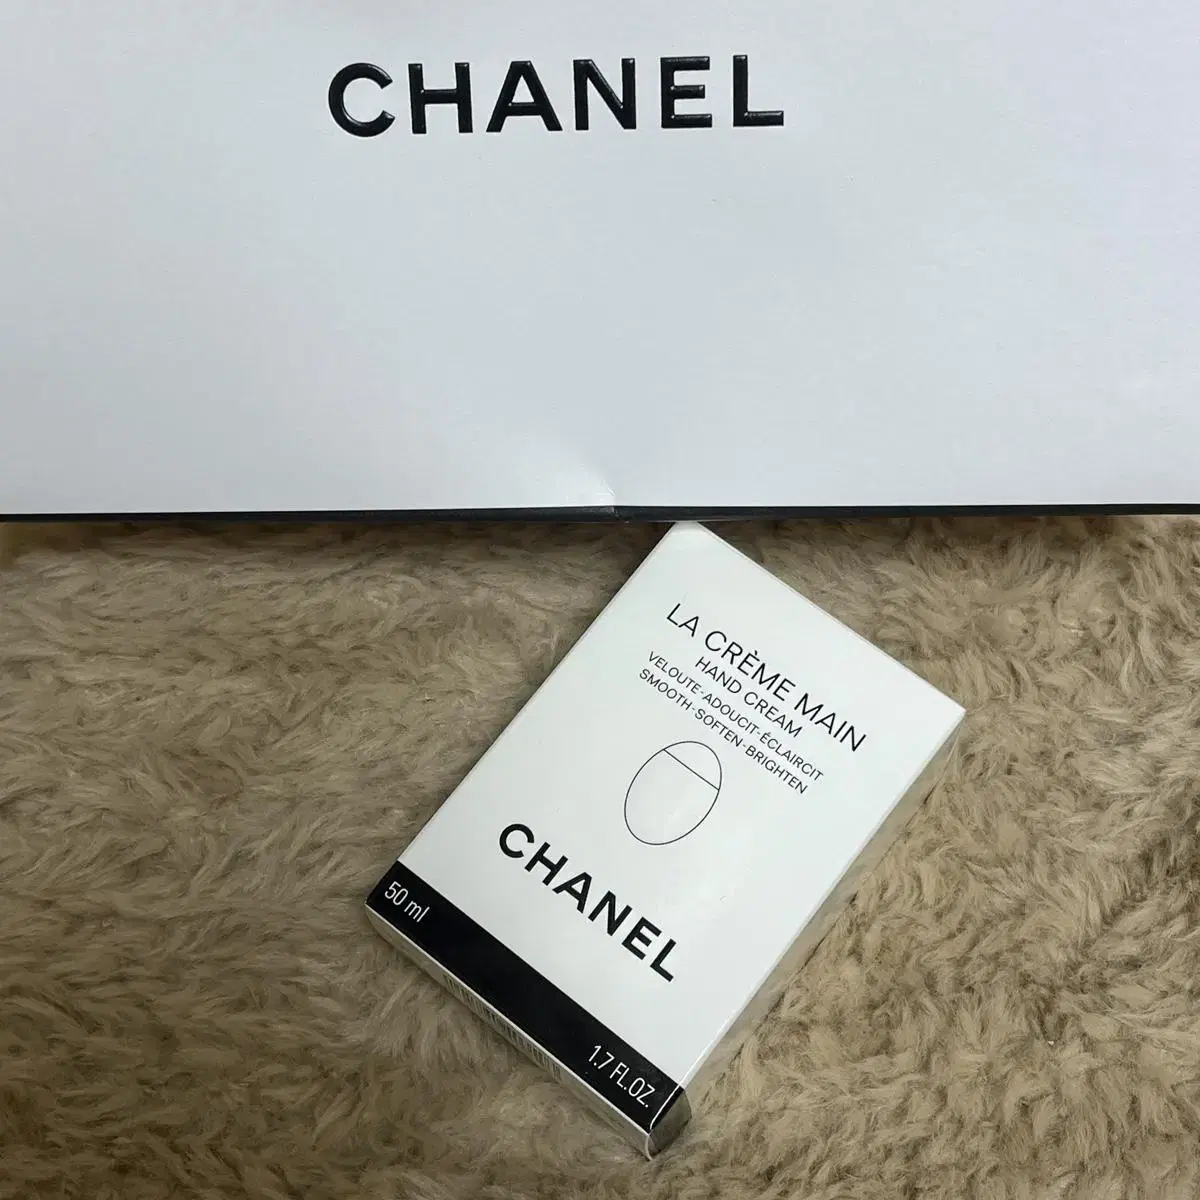 CHANEL
LA CRÈME MAIN
HAND CREAM
VELOUTE-ADOUCIT-ÉCLAIRCIT
SMOOTH-SOFTEN-BRIGHTEN
CHANEL
50 ml
1.7 FL.OZ.